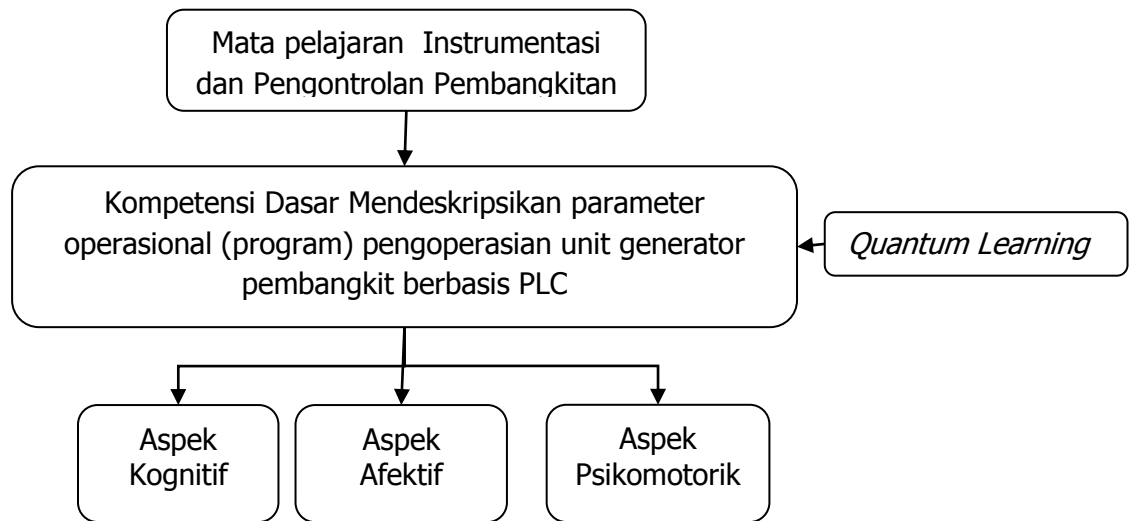 Mata pelajaran Instrumentasi
dan Pengontrolan Pembangkitan
Kompetensi Dasar Mendeskripsikan parameter
operasional (program) pengoperasian unit generator
pembangkit berbasis PLC
Quantum Learning
Aspek
Kognitif
Aspek
Afektif
Aspek
Psikomotorik